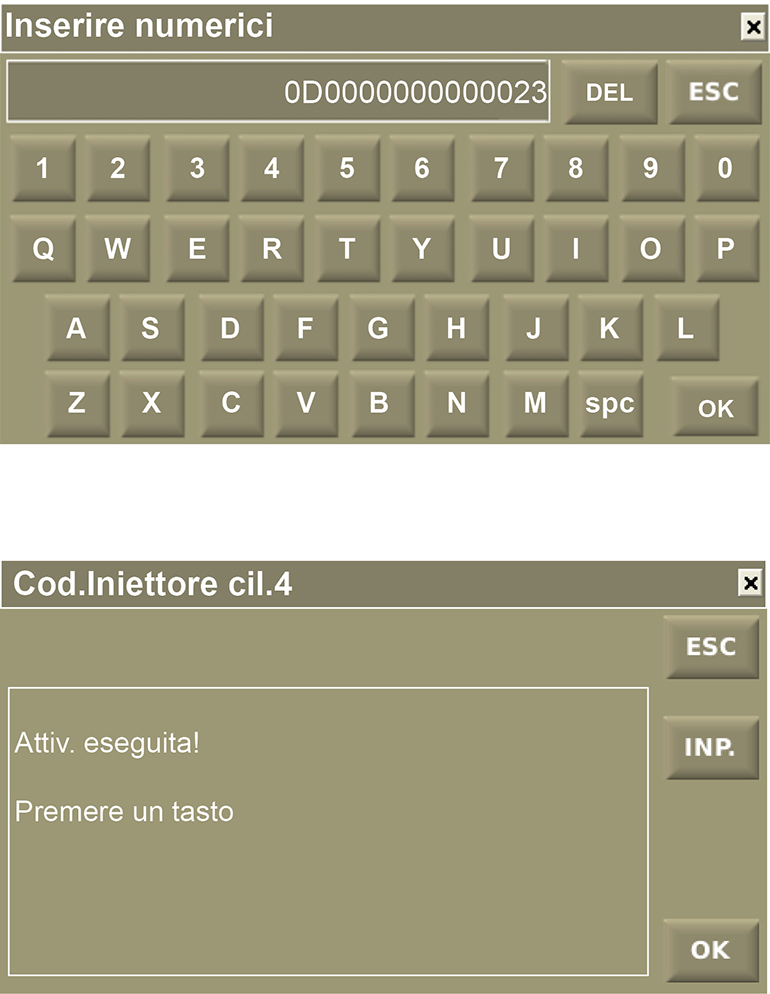 Inserire numerici
0D0000000000023 DEL ESC
1 2 3 4 5 6 7 8 9 0
Q W E R T Y U I O P
A S D F G H J K L
Z X C V B N M spc OK
Cod.Iniettore cil.4
ESC
Attiv. eseguita!
INP.
Premere un tasto
OK